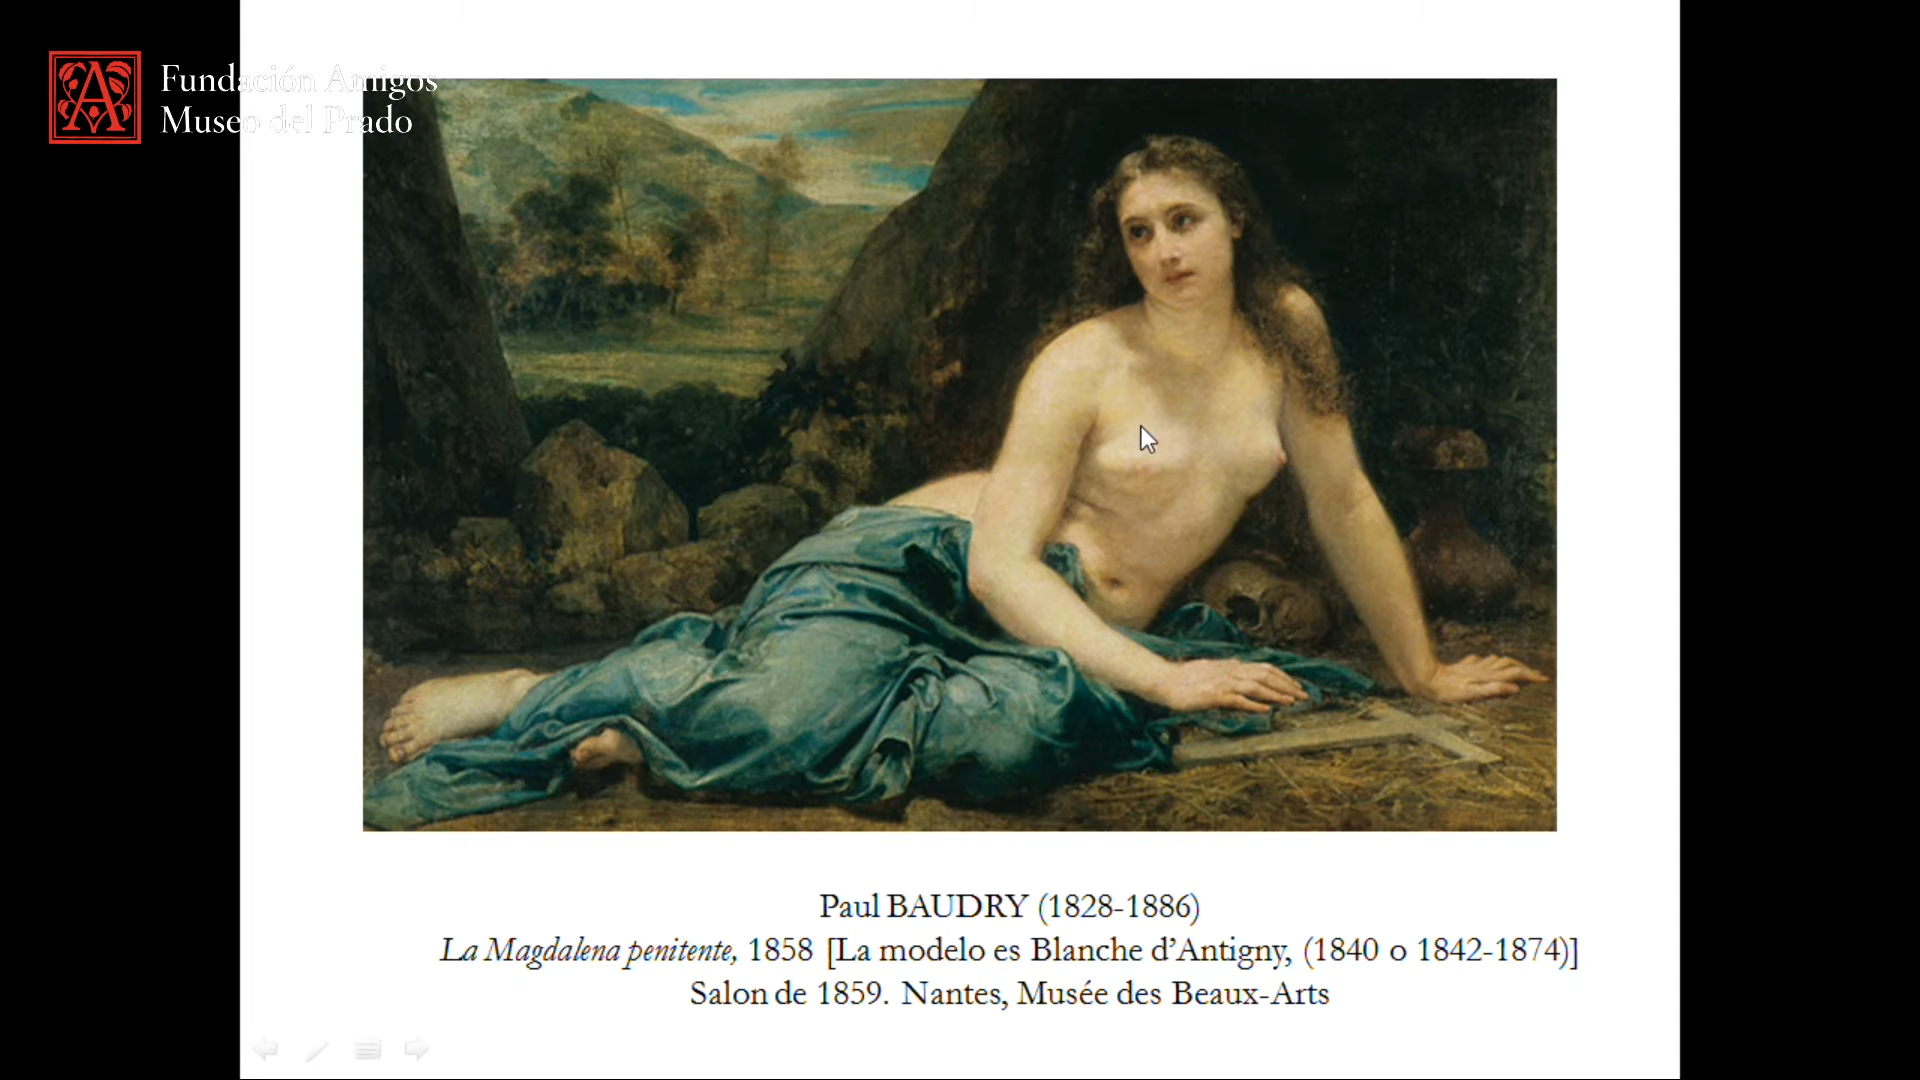 Fundación Amigos
Museo del Prado
Paul BAUDRY (1828-1886)
La Magdalena penitente, 1858 [La modelo es Blanche d’Antigny, (1840 o 1842-1874)]
Salon de 1859. Nantes, Musée des Beaux-Arts